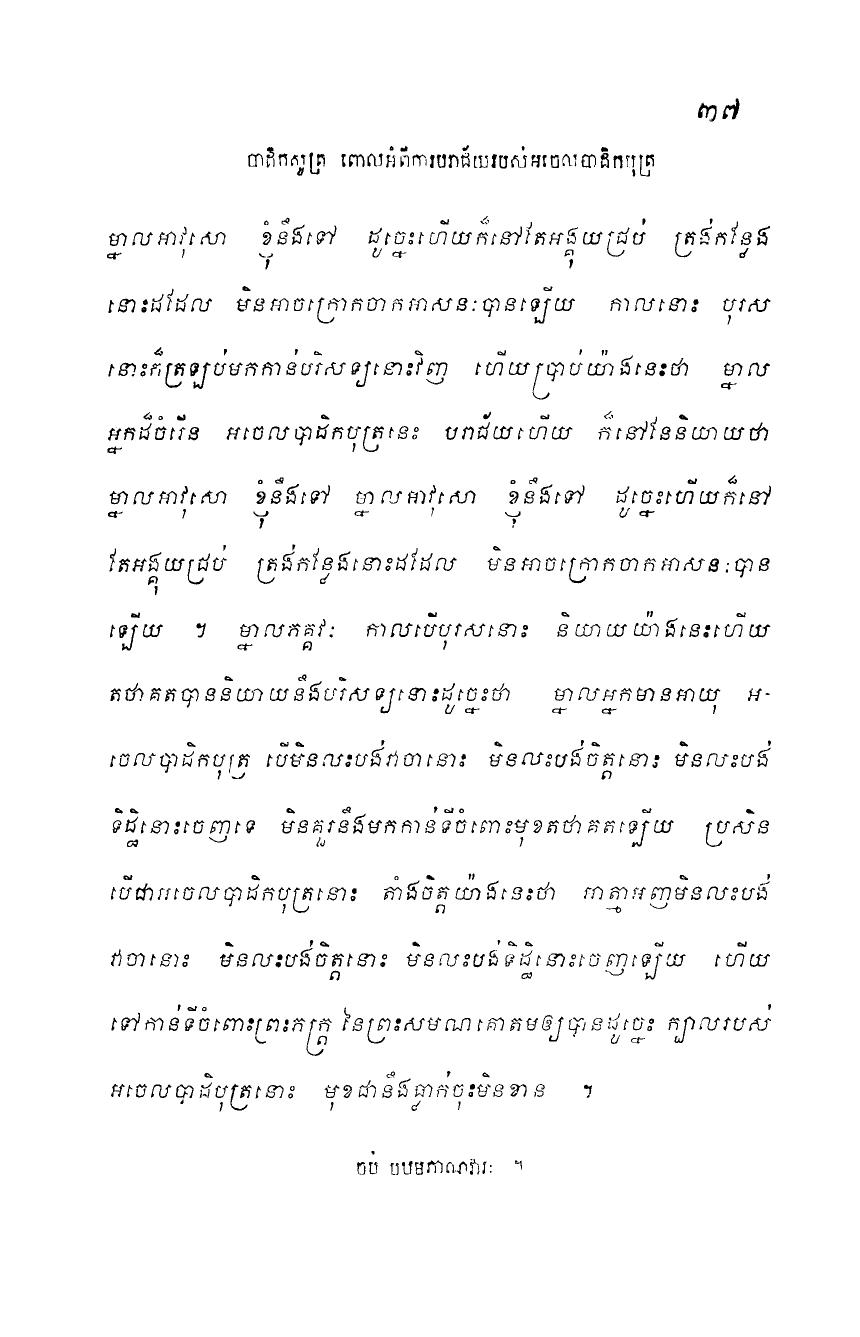 ៣៧
បាដិកសូត្រ ពោលអំពីការបរាជ័យរបស់អចេលបាដិកបុត្រ
ម្នាលអាវុសោ ខ្ញុំនឹងទៅ ដូច្នេះហើយក៏នៅតែអង្គុយជ្រប់ ត្រង់កន្លែង
នោះដដែល មិនអាចក្រោកចាកអាសនៈបានឡើយ កាលនោះ បុរស
នោះក៏ត្រឡប់មកកាន់បរិសទ្យនោះវិញ ហើយប្រាប់យ៉ាងនេះថា ម្នាល
អ្នកដ៏ចំរើន អចេលបាដិកបុត្រនេះ បរាជ័យហើយ ក៏នៅនែនិយាយថា
ម្នាលអាវុសោ ខ្ញុំនឹងទៅ ម្នាលអាវុសោ ខ្ញុំនឹងទៅ ដូច្នេះហើយក៏នៅ
តែអង្គុយជ្រប់ ត្រង់កន្លែងនោះដដែល មិនអាចក្រោកចាកអាសនៈបាន
ឡើយ ។ ម្នាលភគ្គវៈ កាលបើបុរសនោះ និយាយយ៉ាងនេះហើយ
តថាគតបាននិយាយនឹងបរិសទ្យនោះដូច្នេះថា ម្នាលអ្នកមានអាយុ អ-
ចេលបាដិកបុត្រ បើមិនលះបង់វាចានោះ មិនលះបង់ចិត្តនោះ មិនលះបង់
ទិដ្ឋិនោះចេញទេ មិនគួរនឹងមកកាន់ទីចំពោះមុខតថាគតឡើយ ប្រសិន
បើជាអចេលបាដិកបុត្រនោះ តាំងចិត្តយ៉ាងនេះថា អាត្មាអញមិនលះបង់
វាចានោះ មិនលះបង់ចិត្តនោះ មិនលះបង់ទិដ្ឋិនោះចេញឡើយ ហើយ
ទៅកាន់ទីចំពោះព្រះភក្ត្រ នៃព្រះសមណគោតមឲ្យបានដូច្នេះ ក្បាលរបស់
អចេលបាដិបុត្រនោះ មុខជានឹងធ្លាក់ចុះមិនខាន ។
ចប់ បឋមភាណវារៈ ។